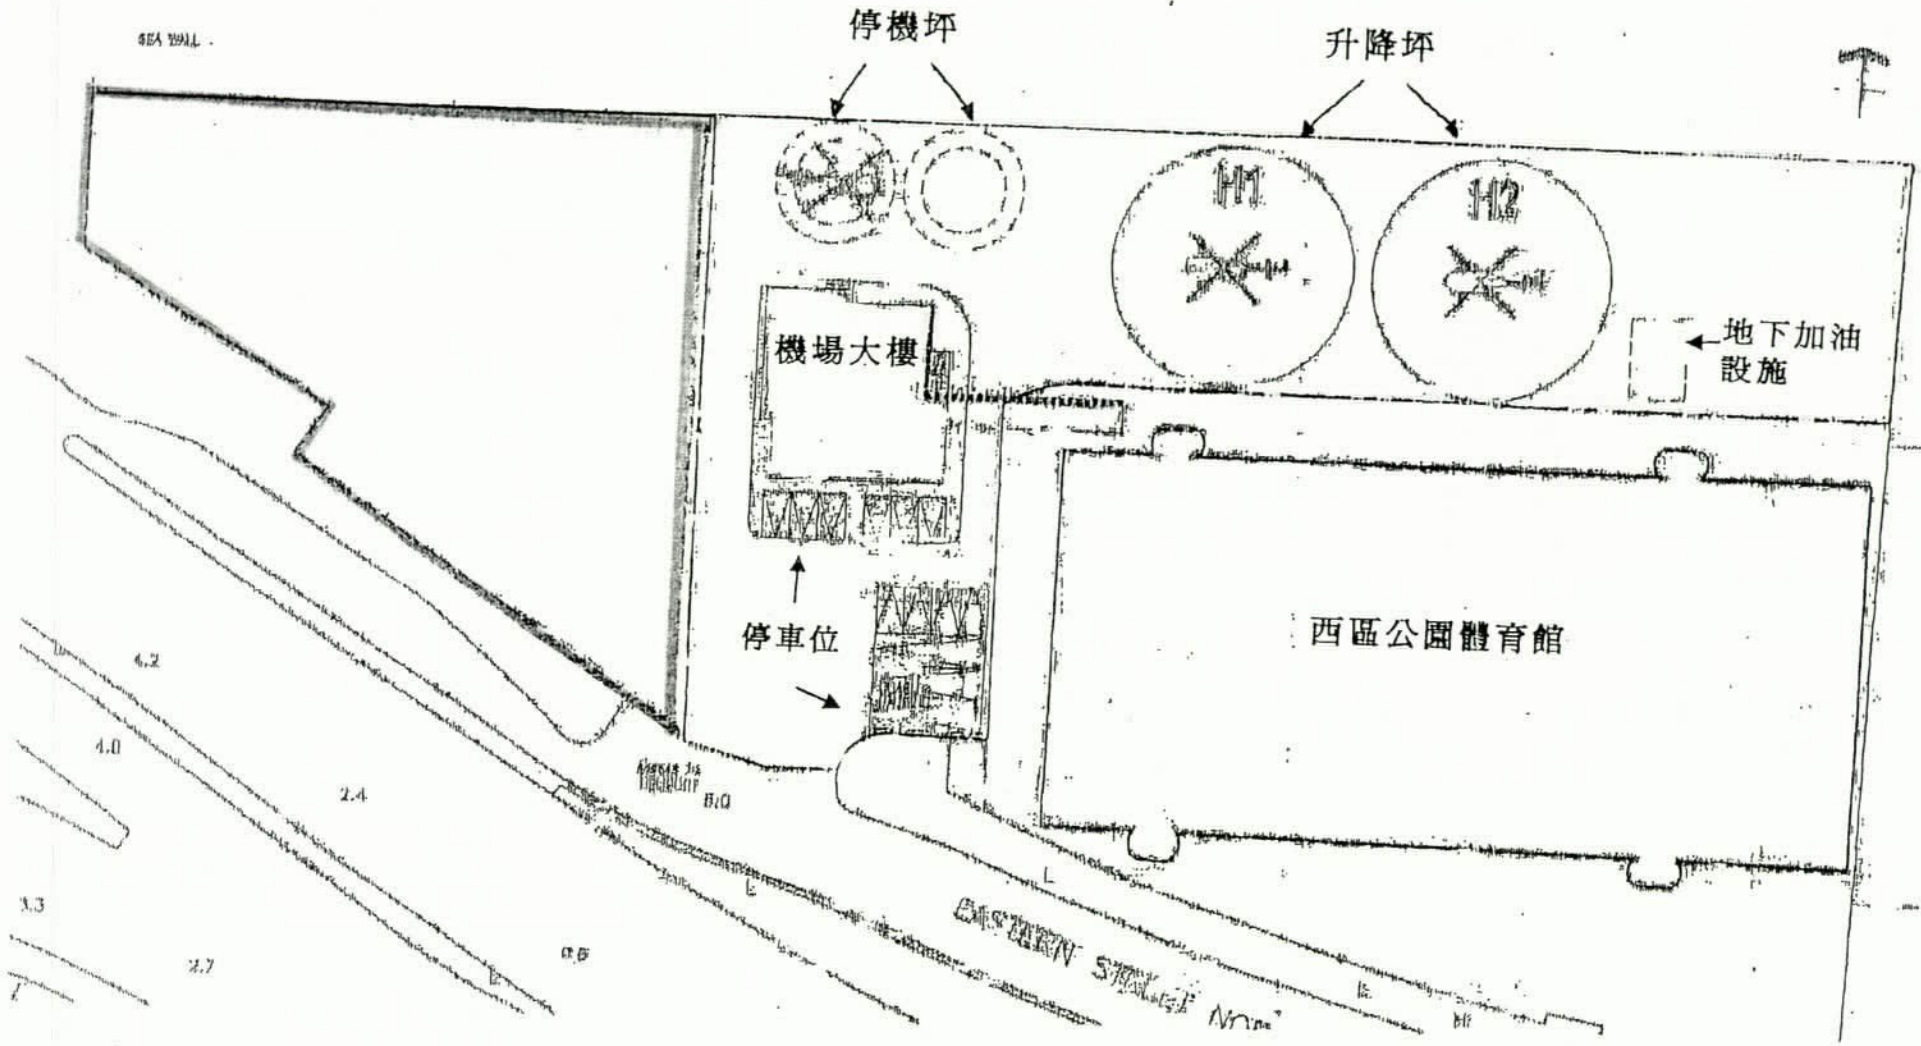 SEA WALL
停機坪
升降坪
H1
H2
機場大樓
地下加油
設施
停車位
西區公園體育館
4.2
4.0
2.4
3.3
2.7